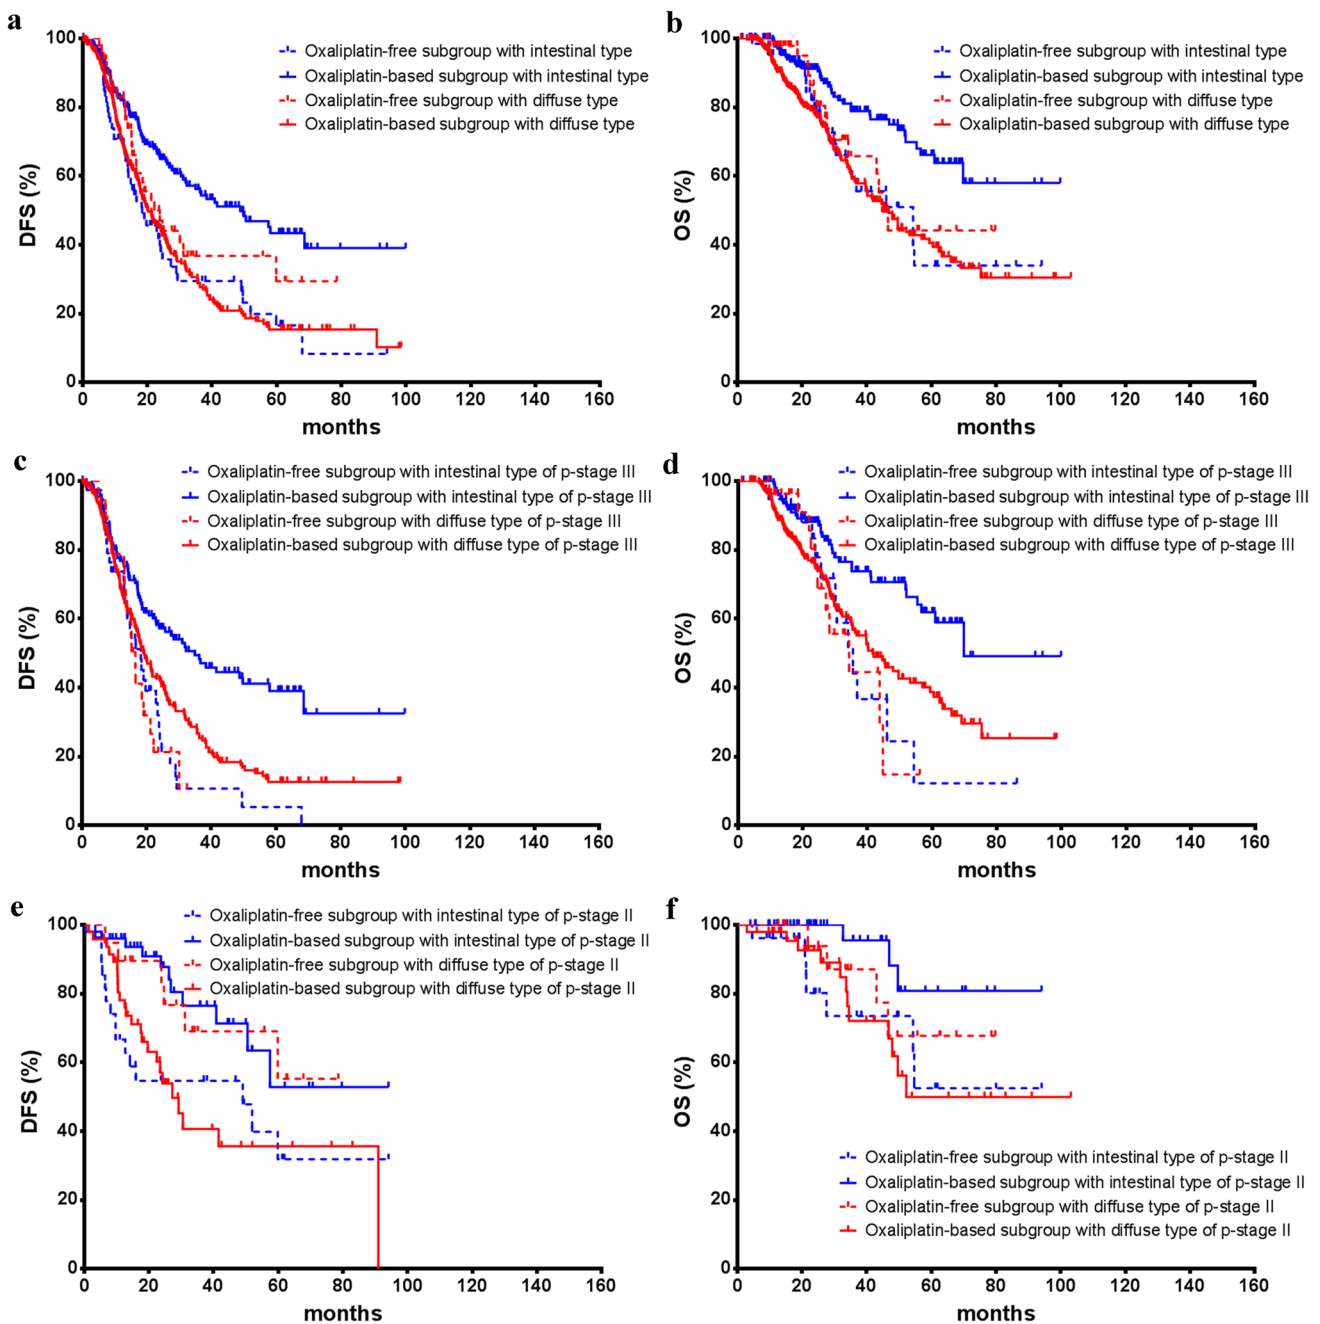 a
100
80
60
40
20
0
DFS (%)
Oxaliplatin-free subgroup with intestinal type
Oxaliplatin-based subgroup with intestinal type
Oxaliplatin-free subgroup with diffuse type
Oxaliplatin-based subgroup with diffuse type
0 20 40 60 80 100 120 140 160
months
b
100
80
60
40
20
0
OS (%)
Oxaliplatin-free subgroup with intestinal type
Oxaliplatin-based subgroup with intestinal type
Oxaliplatin-free subgroup with diffuse type
Oxaliplatin-based subgroup with diffuse type
0 20 40 60 80 100 120 140 160
months
c
100
80
60
40
20
0
DFS (%)
Oxaliplatin-free subgroup with intestinal type of p-stage III
Oxaliplatin-based subgroup with intestinal type of p-stage III
Oxaliplatin-free subgroup with diffuse type of p-stage III
Oxaliplatin-based subgroup with diffuse type of p-stage III
0 20 40 60 80 100 120 140 160
months
d
100
80
60
40
20
0
OS (%)
Oxaliplatin-free subgroup with intestinal type of p-stage III
Oxaliplatin-based subgroup with intestinal type of p-stage III
Oxaliplatin-free subgroup with diffuse type of p-stage III
Oxaliplatin-based subgroup with diffuse type of p-stage III
0 20 40 60 80 100 120 140 160
months
e
100
80
60
40
20
0
DFS (%)
Oxaliplatin-free subgroup with intestinal type of p-stage II
Oxaliplatin-based subgroup with intestinal type of p-stage II
Oxaliplatin-free subgroup with diffuse type of p-stage II
Oxaliplatin-based subgroup with diffuse type of p-stage II
0 20 40 60 80 100 120 140 160
months
f
100
80
60
40
20
0
OS (%)
Oxaliplatin-free subgroup with intestinal type of p-stage II
Oxaliplatin-based subgroup with intestinal type of p-stage II
Oxaliplatin-free subgroup with diffuse type of p-stage II
Oxaliplatin-based subgroup with diffuse type of p-stage II
0 20 40 60 80 100 120 140 160
months